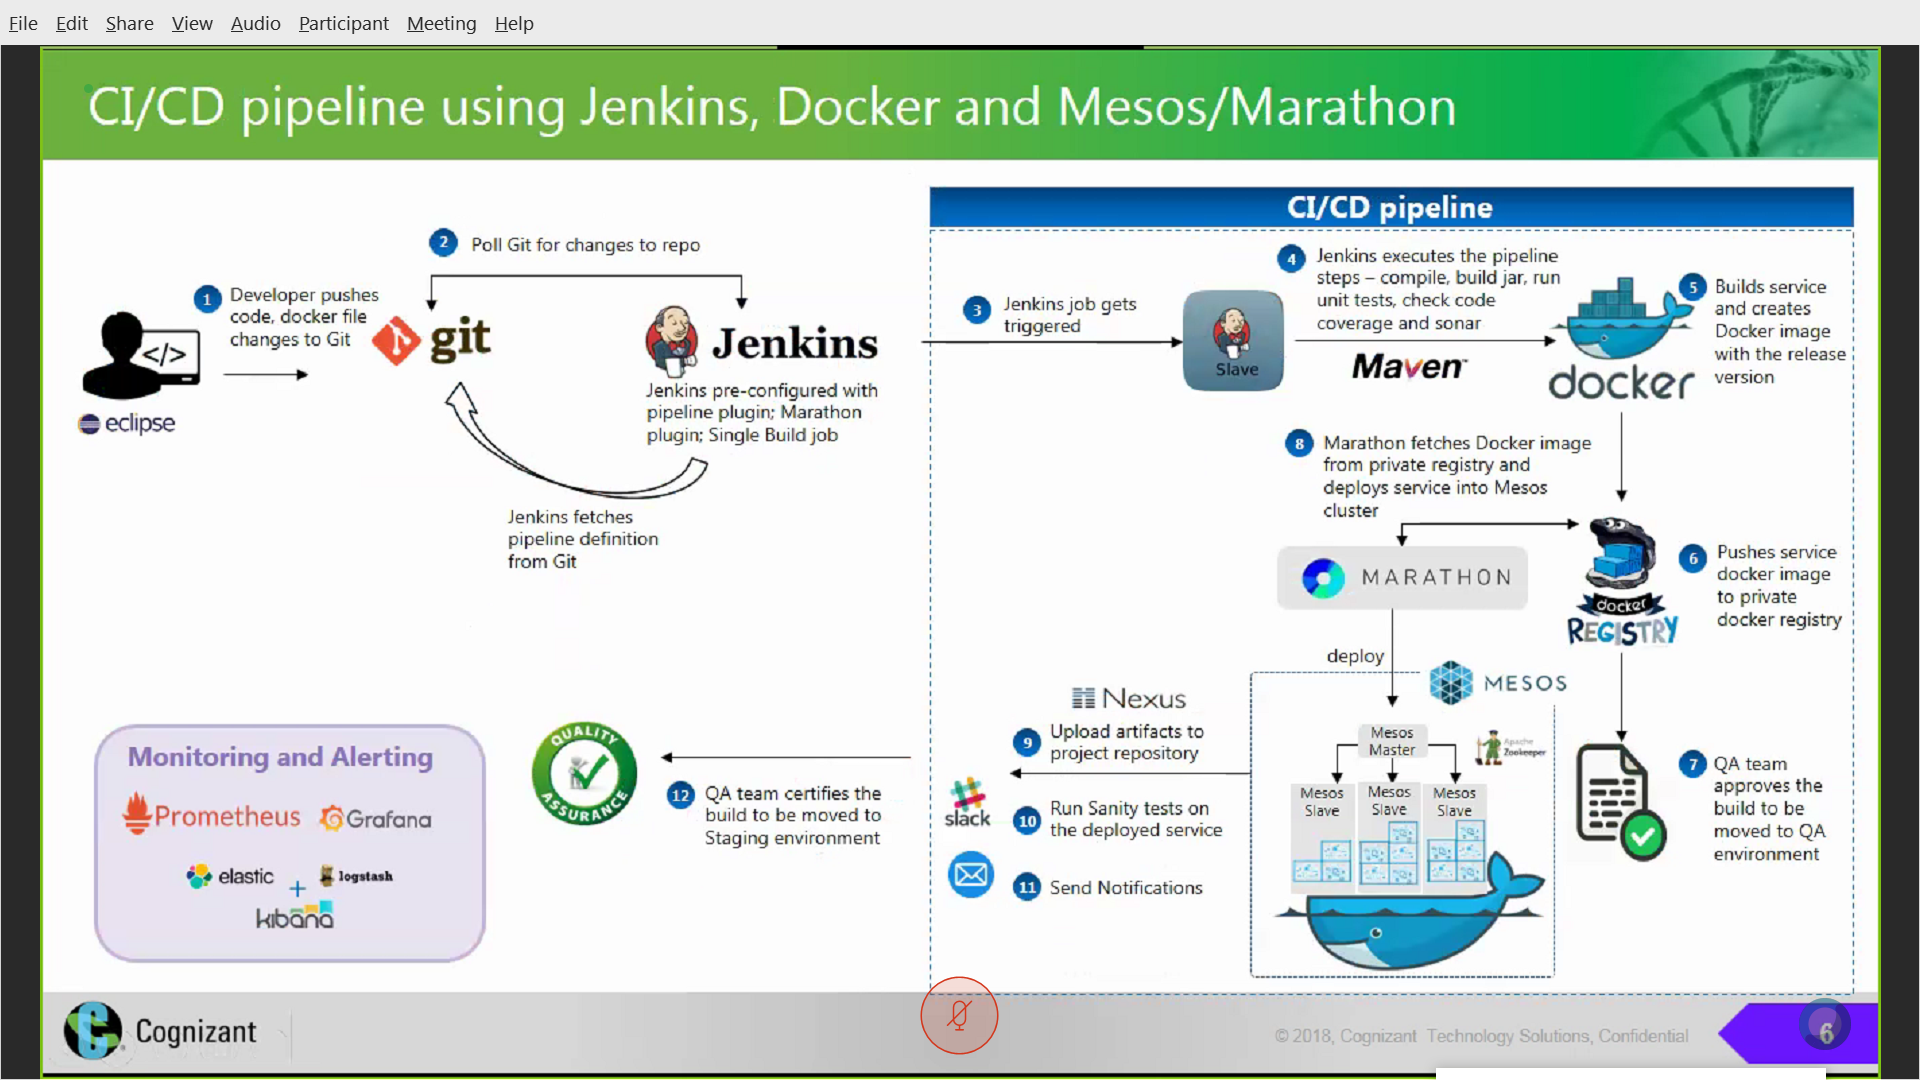 File Edit Share View Audio Participant Meeting Help
CI/CD pipeline using Jenkins, Docker and Mesos/Marathon
CI/CD pipeline
2 Poll Git for changes to repo
1 Developer pushes
code, docker file
changes to Git
</>
eclipse
git
Jenkins
Jenkins pre-configured with
pipeline plugin; Marathon
plugin; Single Build job
Jenkins fetches
pipeline definition
from Git
3 Jenkins job gets
triggered
Slave
4 Jenkins executes the pipeline
steps – compile, build jar, run
unit tests, check code
coverage and sonar
Maven™
docker
5 Builds service
and creates
Docker image
with the release
version
8 Marathon fetches Docker image
from private registry and
deploys service into Mesos
cluster
MARATHON
docker
REGISTRY
6 Pushes service
docker image
to private
docker registry
deploy
MESOS
Mesos
Master
Apache
Zookeeper
Mesos
Slave
Mesos
Slave
Mesos
Slave
7 QA team
approves the
build to be
moved to QA
environment
Nexus
9 Upload artifacts to
project repository
slack
10 Run Sanity tests on
the deployed service
11 Send Notifications
QUALITY
ASSURANCE
12 QA team certifies the
build to be moved to
Staging environment
Monitoring and Alerting
Prometheus Grafana
elastic + logstash
kibana
Cognizant
© 2018, Cognizant Technology Solutions, Confidential
6